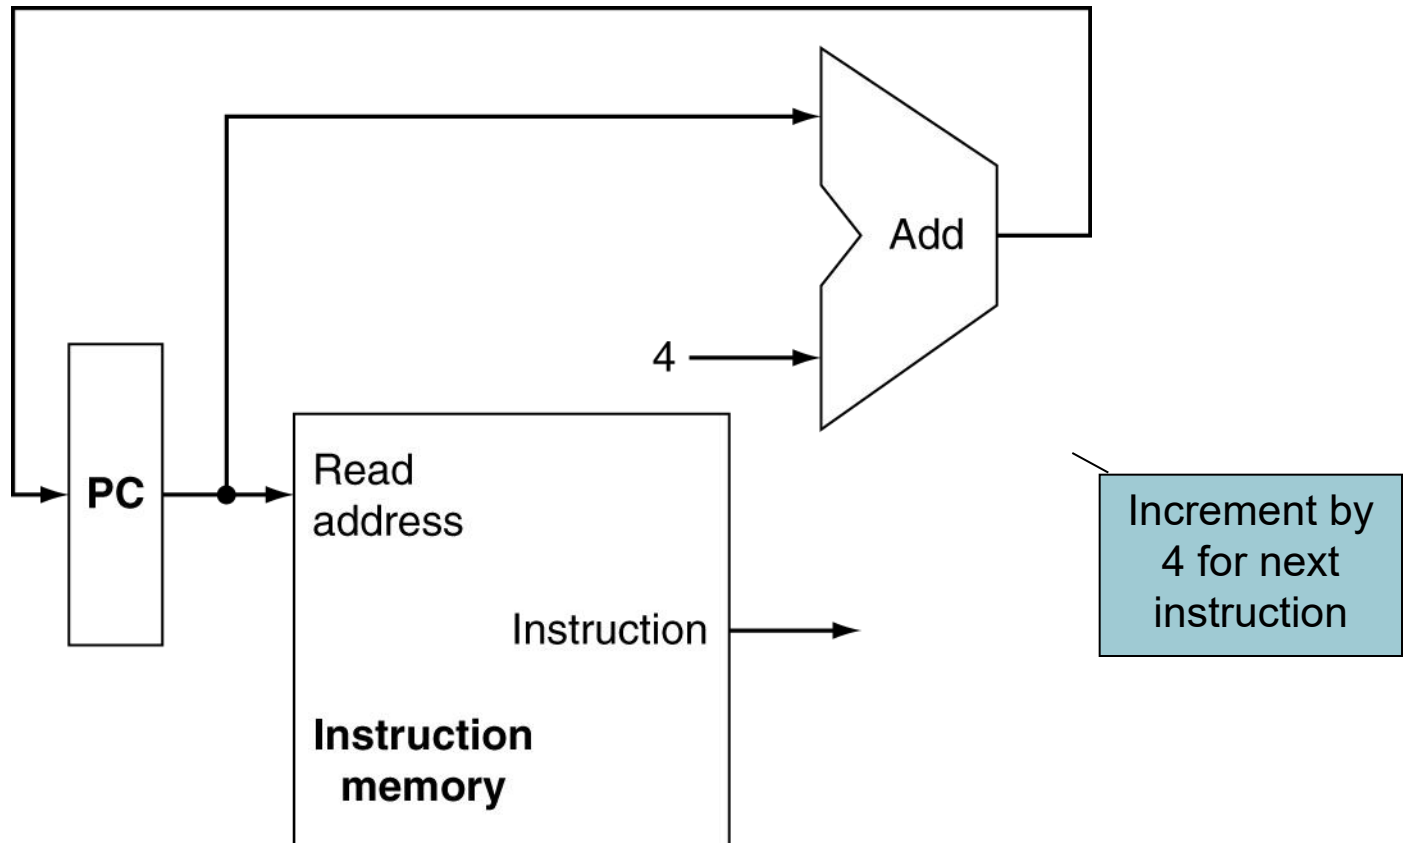 Add
4
PC
Read
address
Instruction
Instruction
memory
Increment by
4 for next
instruction